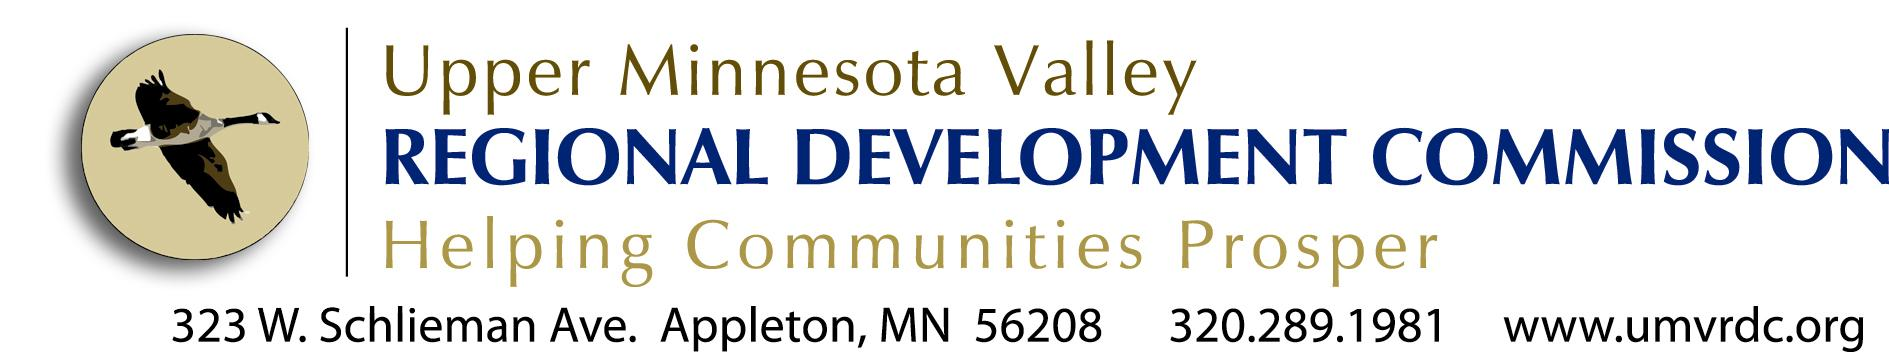 Upper Minnesota Valley
REGIONAL DEVELOPMENT COMMISSION
Helping Communities Prosper
323 W. Schlieman Ave. Appleton, MN 56208 320.289.1981 www.umvrdc.org